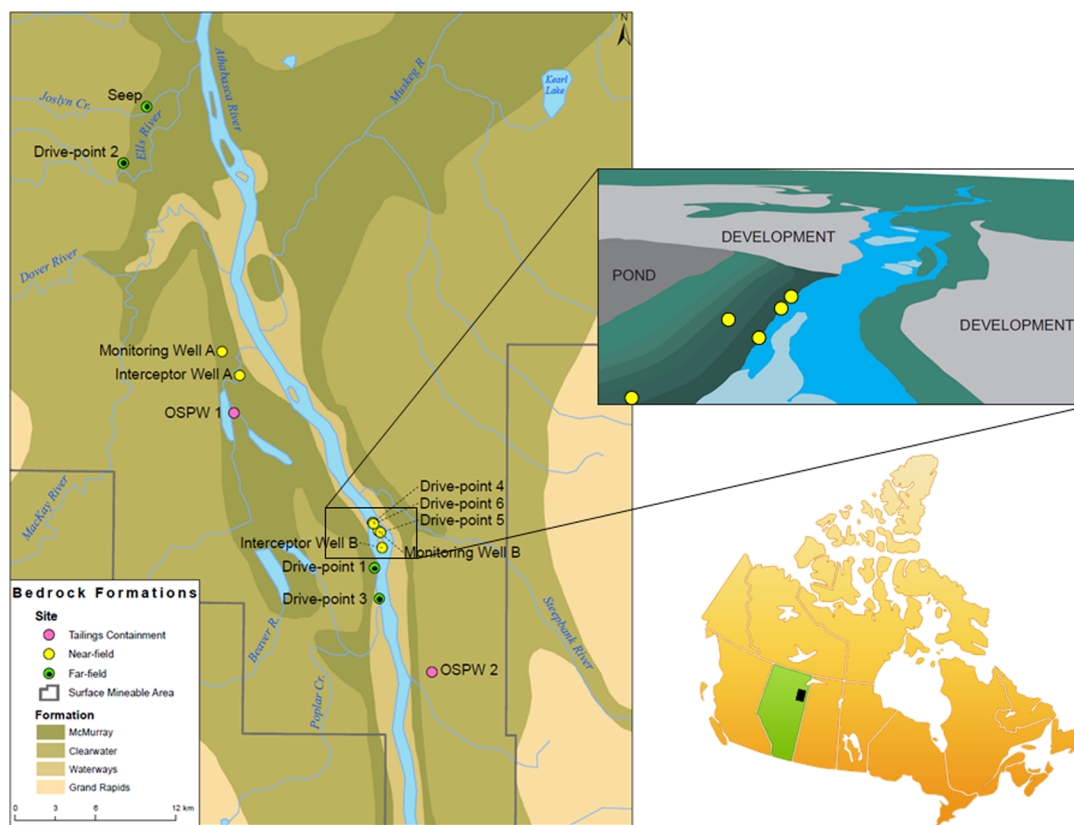 N
Athabasca River
Muskeg R.
Kearl
Lake
Seep
Joslyn Cr.
Ells River
Drive-point 2
Dover River
Monitoring Well A
Interceptor Well A
OSPW 1
MacKay River
Drive-point 4
Drive-point 6
Drive-point 5
Interceptor Well B
Monitoring Well B
Drive-point 1
Drive-point 3
Beaver R.
Poplar Cr.
Steepbank River
OSPW 2
DEVELOPMENT
POND
DEVELOPMENT
Bedrock Formations
Site
Tailings Containment
Near-field
Far-field
Surface Mineable Area
Formation
McMurray
Clearwater
Waterways
Grand Rapids
0 3 6 12 km